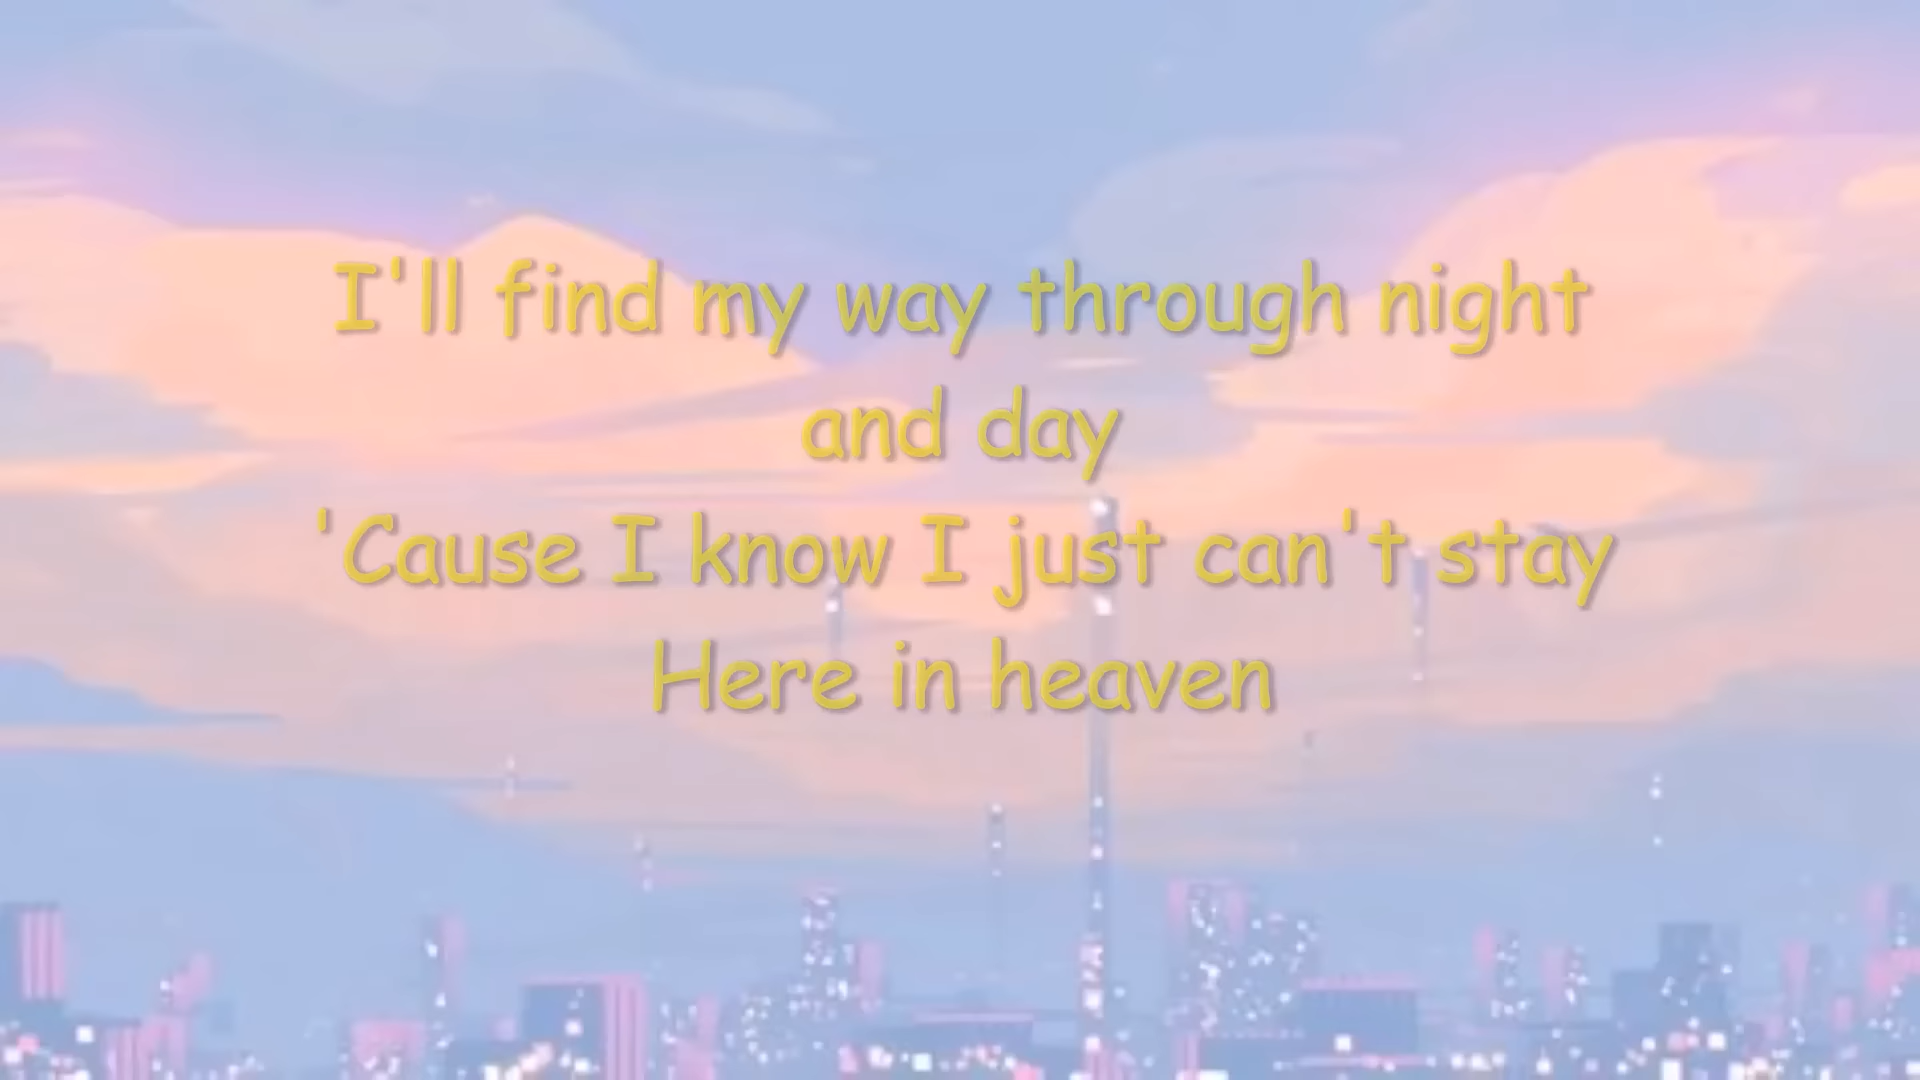 I'll find my way through night
and day
'Cause I know I just can't stay
Here in heaven